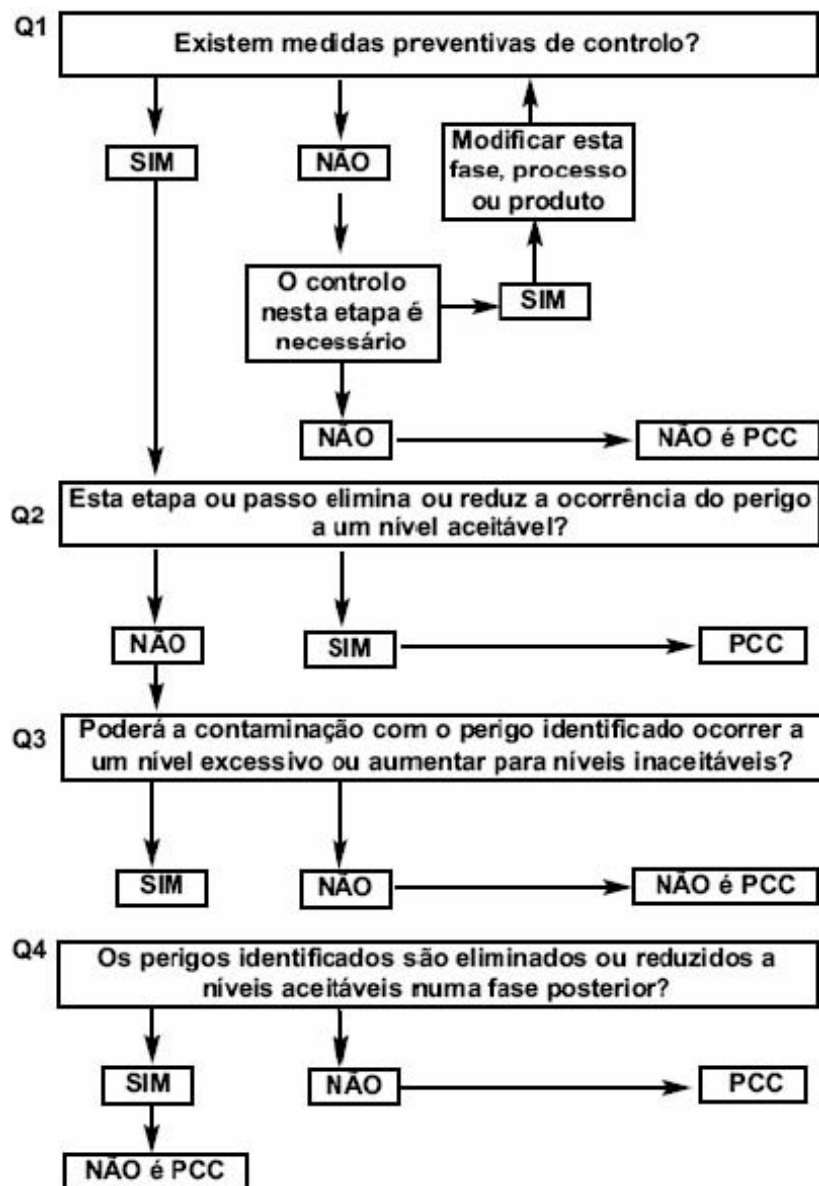 Q1
Existem medidas preventivas de controlo?
SIM
NÃO
Modificar esta
fase, processo
ou produto
O controlo
nesta etapa é
necessário
SIM
NÃO
NÃO é PCC
Q2
Esta etapa ou passo elimina ou reduz a ocorrência do perigo
a um nível aceitável?
NÃO
SIM
PCC
Q3
Poderá a contaminação com o perigo identificado ocorrer a
um nível excessivo ou aumentar para níveis inaceitáveis?
SIM
NÃO
NÃO é PCC
Q4
Os perigos identificados são eliminados ou reduzidos a
níveis aceitáveis numa fase posterior?
SIM
NÃO
PCC
NÃO é PCC